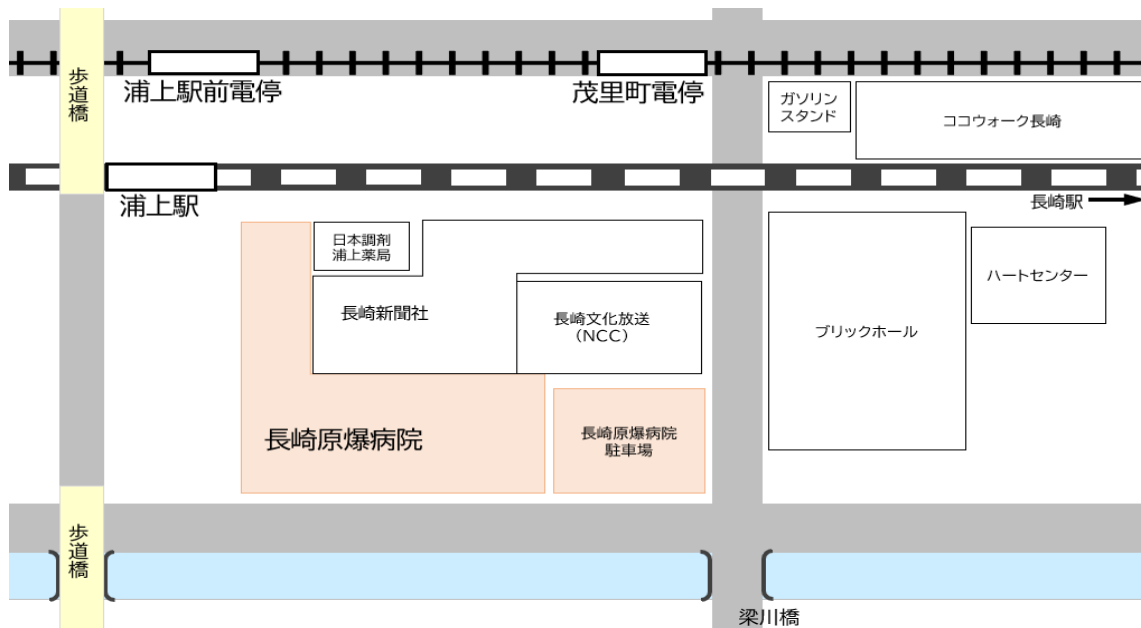 歩道橋
浦上駅前電停
茂里町電停
ガソリン
スタンド
ココウォーク長崎
浦上駅
長崎駅
日本調剤
浦上薬局
長崎新聞社
長崎文化放送
（NCC）
ブリックホール
ハートセンター
長崎原爆病院
長崎原爆病院
駐車場
歩道橋
梁川橋